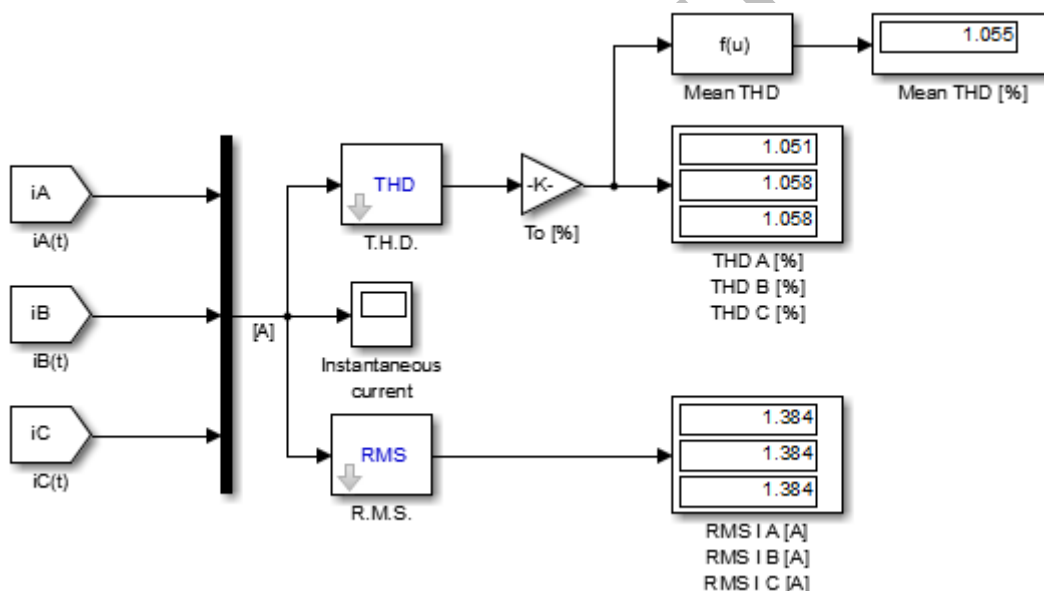 f(u)
1.055
Mean THD
Mean THD [%]
iA
iA(t)
THD
T.H.D.
-K-
To [%]
1.051
1.058
1.058
THD A [%]
THD B [%]
THD C [%]
iB
iB(t)
[A]
Instantaneous
current
iC
iC(t)
RMS
R.M.S.
1.384
1.384
1.384
RMS I A [A]
RMS I B [A]
RMS I C [A]